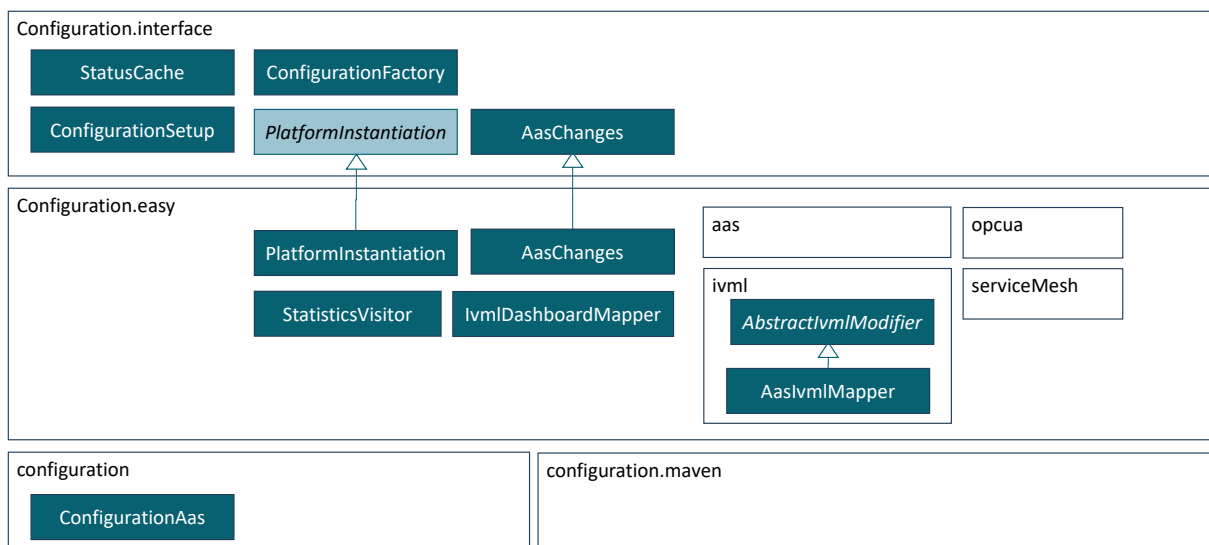 Configuration.interface
StatusCache
ConfigurationFactory
ConfigurationSetup
PlatformInstantiation
AasChanges
Configuration.easy
PlatformInstantiation
AasChanges
StatisticsVisitor
IvmlDashboardMapper
aas
opcua
ivml
AbstractIvmlModifier
AasIvmlMapper
serviceMesh
configuration
ConfigurationAas
configuration.maven